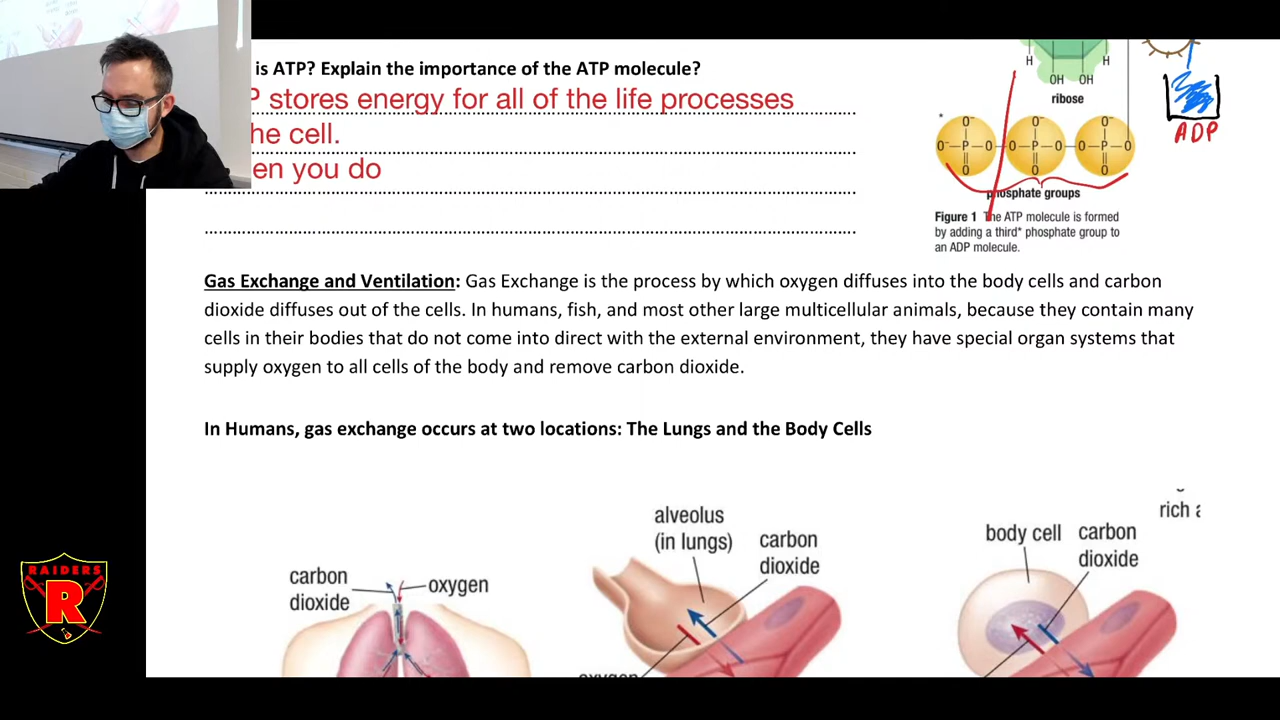 is ATP? Explain the importance of the ATP molecule?
stores energy for all of the life processes
he cell.
en you do
H H
OH OH
ribose
ADP
O⁻ O⁻ O⁻
O⁻—P—O—P—O—P—O
O O O
phosphate groups
Figure 1 The ATP molecule is formed
by adding a third* phosphate group to
an ADP molecule.
Gas Exchange and Ventilation: Gas Exchange is the process by which oxygen diffuses into the body cells and carbon
dioxide diffuses out of the cells. In humans, fish, and most other large multicellular animals, because they contain many
cells in their bodies that do not come into direct with the external environment, they have special organ systems that
supply oxygen to all cells of the body and remove carbon dioxide.
In Humans, gas exchange occurs at two locations: The Lungs and the Body Cells
carbon
dioxide
oxygen
alveolus
(in lungs)
carbon
dioxide
oxygen
body cell
carbon
dioxide
rich
RAIDERS
R